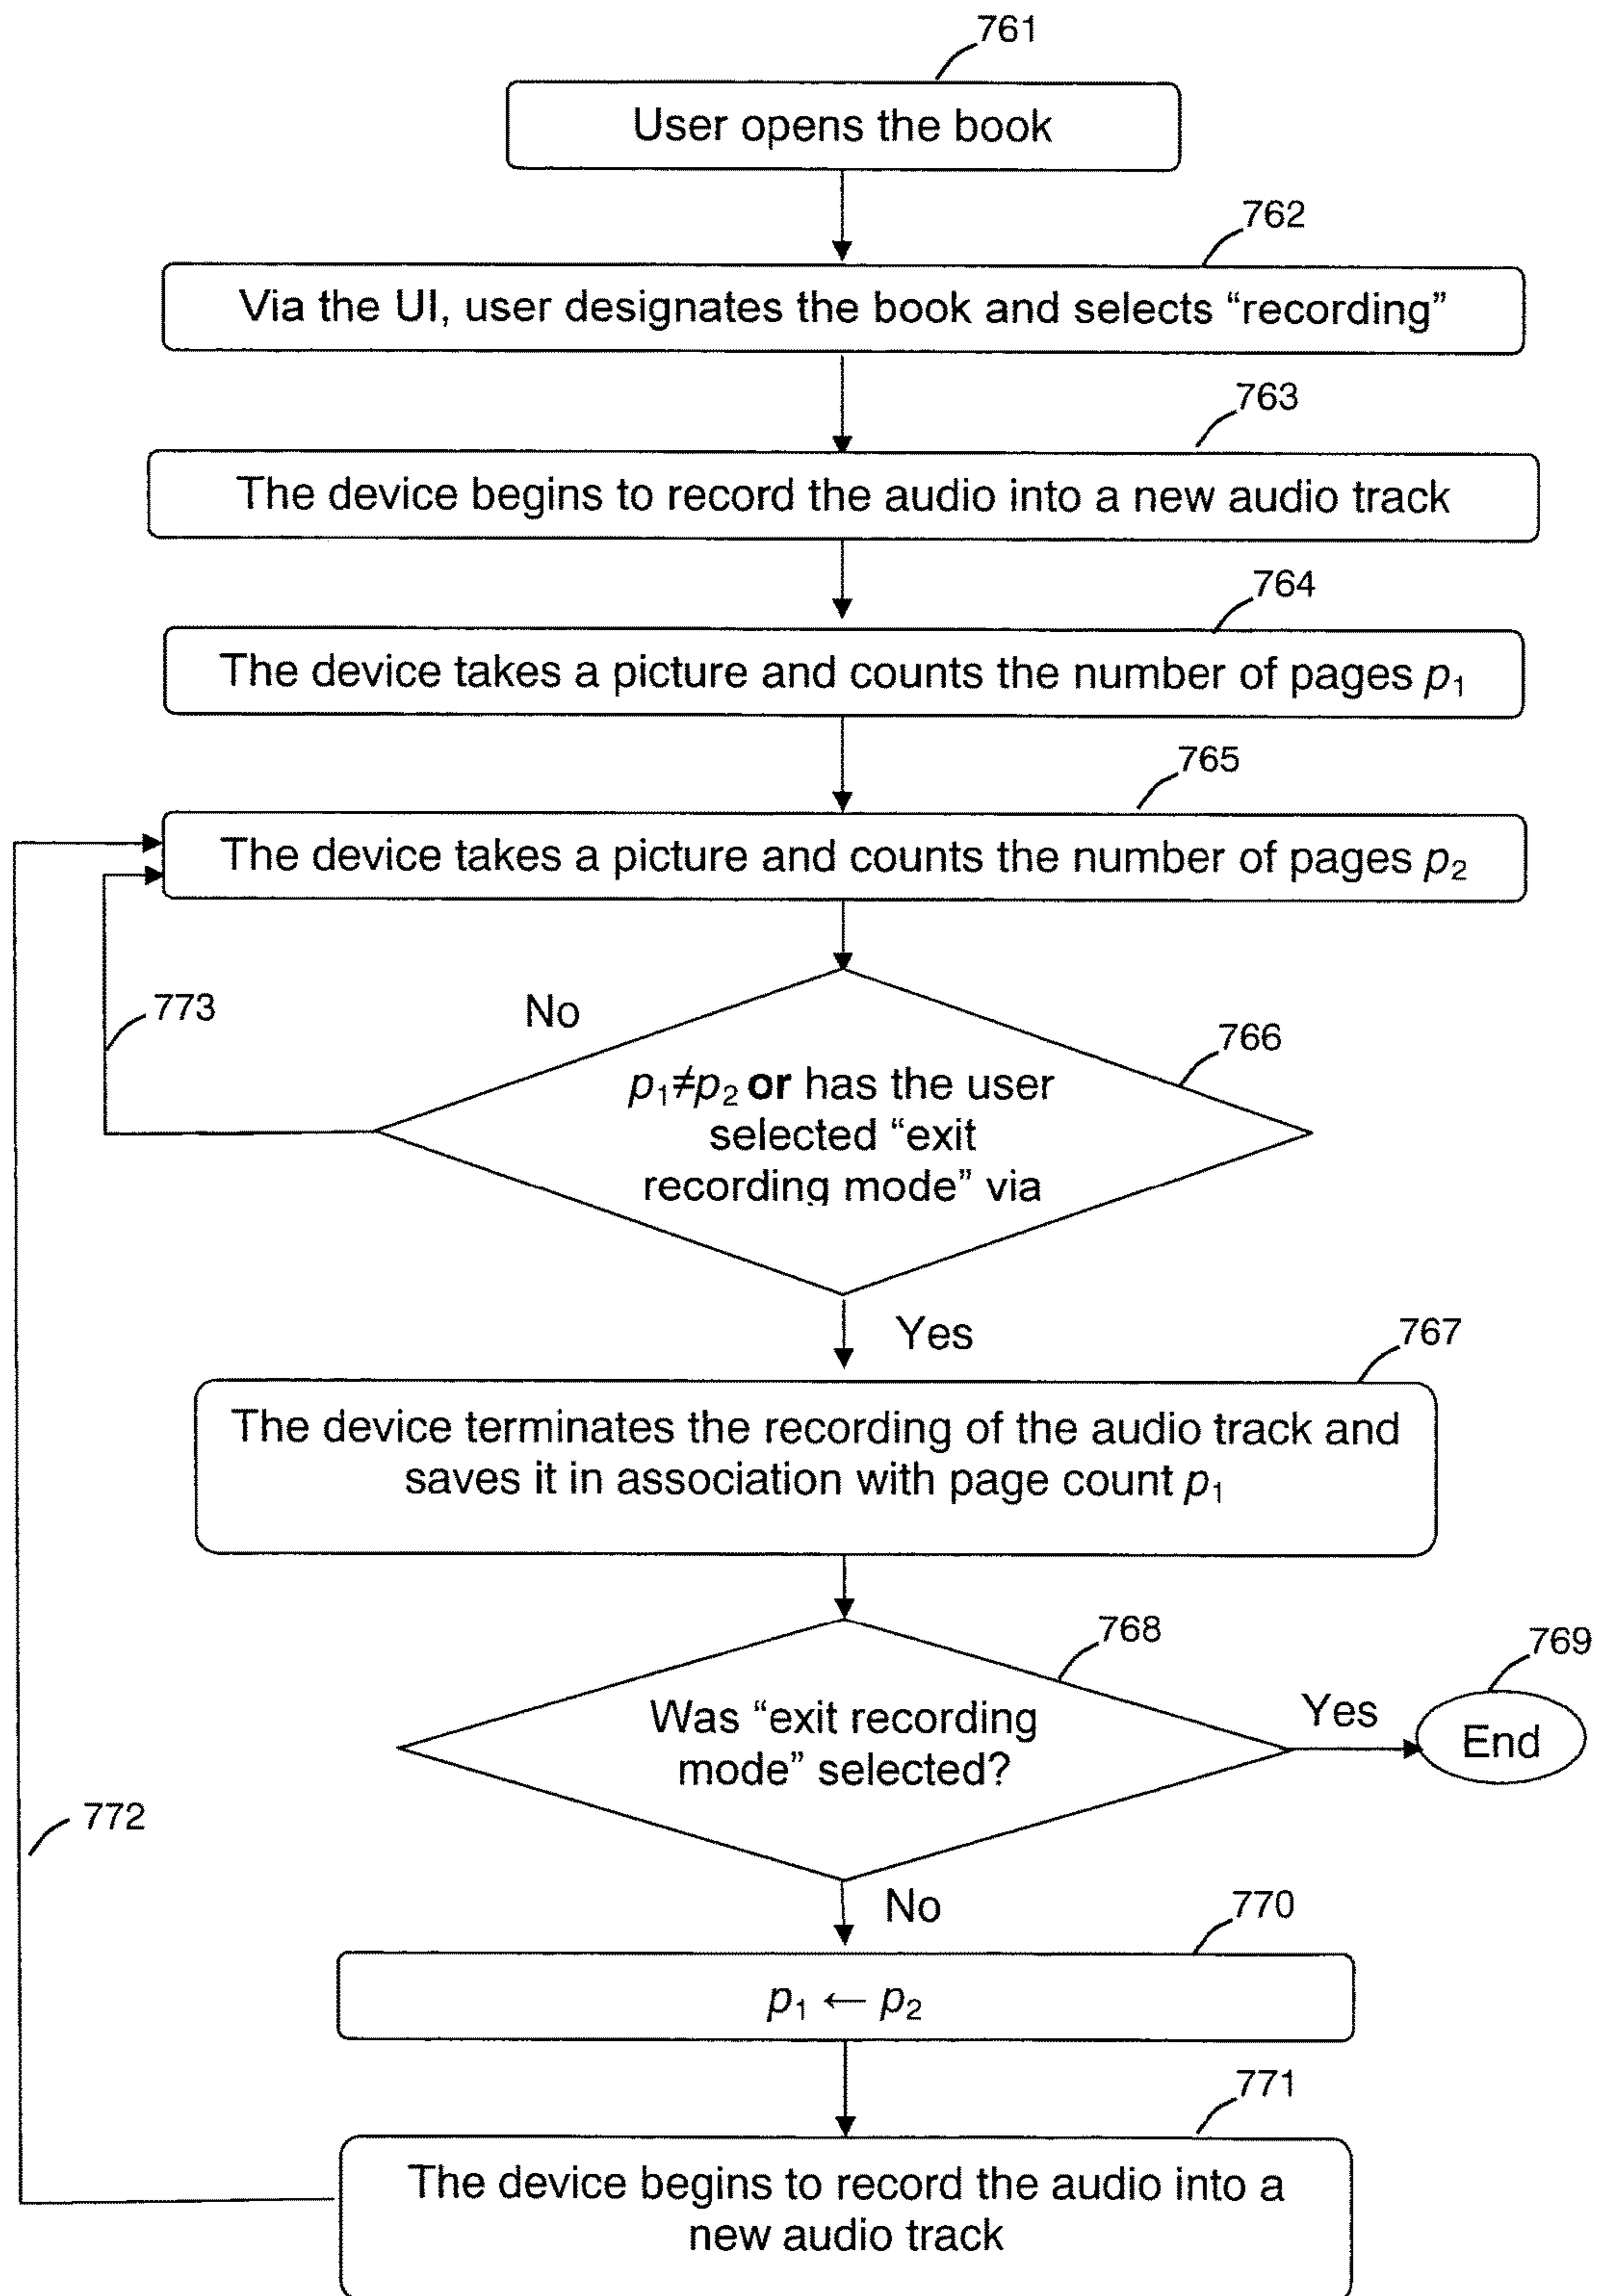 761
User opens the book
762
Via the UI, user designates the book and selects “recording”
763
The device begins to record the audio into a new audio track
764
The device takes a picture and counts the number of pages p₁
765
The device takes a picture and counts the number of pages p₂
773
No
766
p₁≠p₂ or has the user
selected “exit
recording mode” via
Yes
767
The device terminates the recording of the audio track and
saves it in association with page count p₁
768
Was “exit recording
mode” selected?
Yes
769
End
772
No
770
p₁ ← p₂
771
The device begins to record the audio into a
new audio track